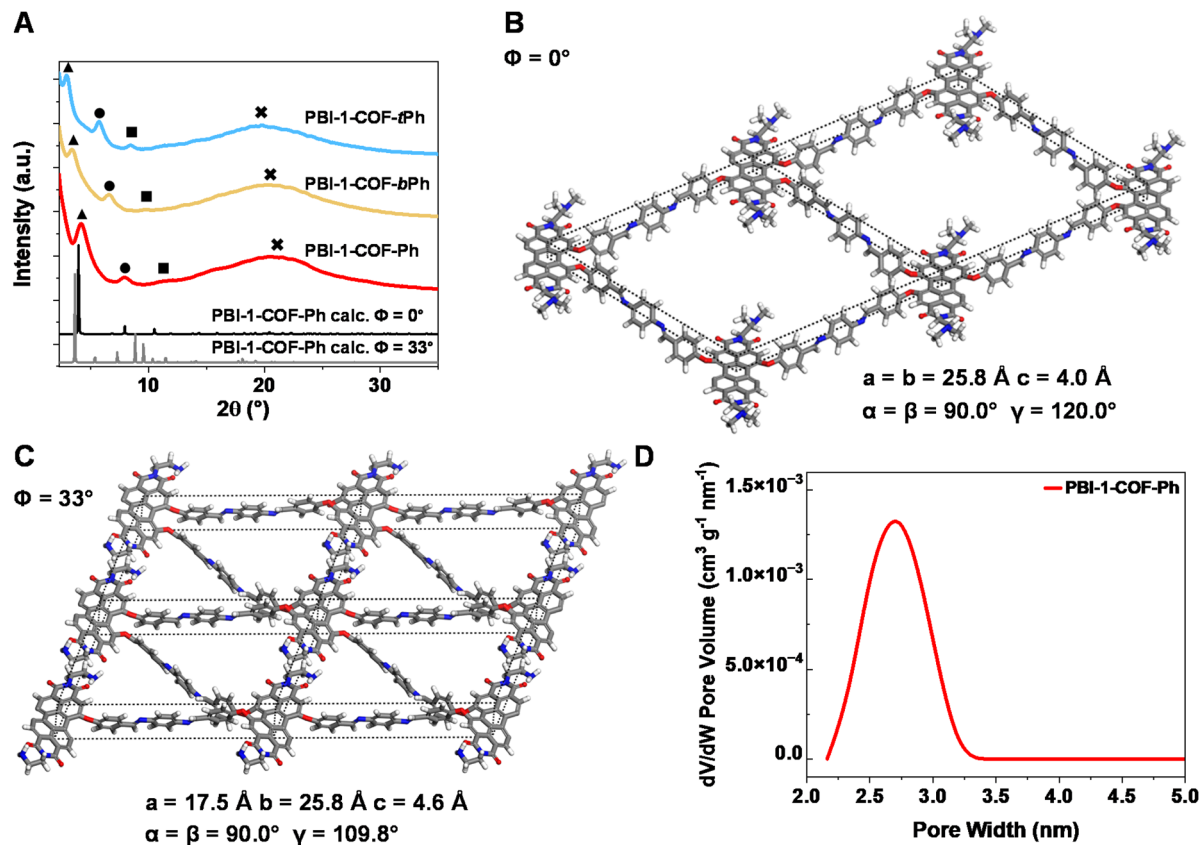 A
Intensity (a.u.)
PBI-1-COF-tPh
PBI-1-COF-bPh
PBI-1-COF-Ph
PBI-1-COF-Ph calc. Φ = 0°
PBI-1-COF-Ph calc. Φ = 33°
10 20 30
2θ (°)
B
Φ = 0°
a = b = 25.8 Å c = 4.0 Å
α = β = 90.0° γ = 120.0°
C
Φ = 33°
a = 17.5 Å b = 25.8 Å c = 4.6 Å
α = β = 90.0° γ = 109.8°
D
dV/dW Pore Volume (cm³ g⁻¹ nm⁻¹)
1.5×10⁻³
1.0×10⁻³
5.0×10⁻⁴
0.0
PBI-1-COF-Ph
2.0 2.5 3.0 3.5 4.0 4.5 5.0
Pore Width (nm)